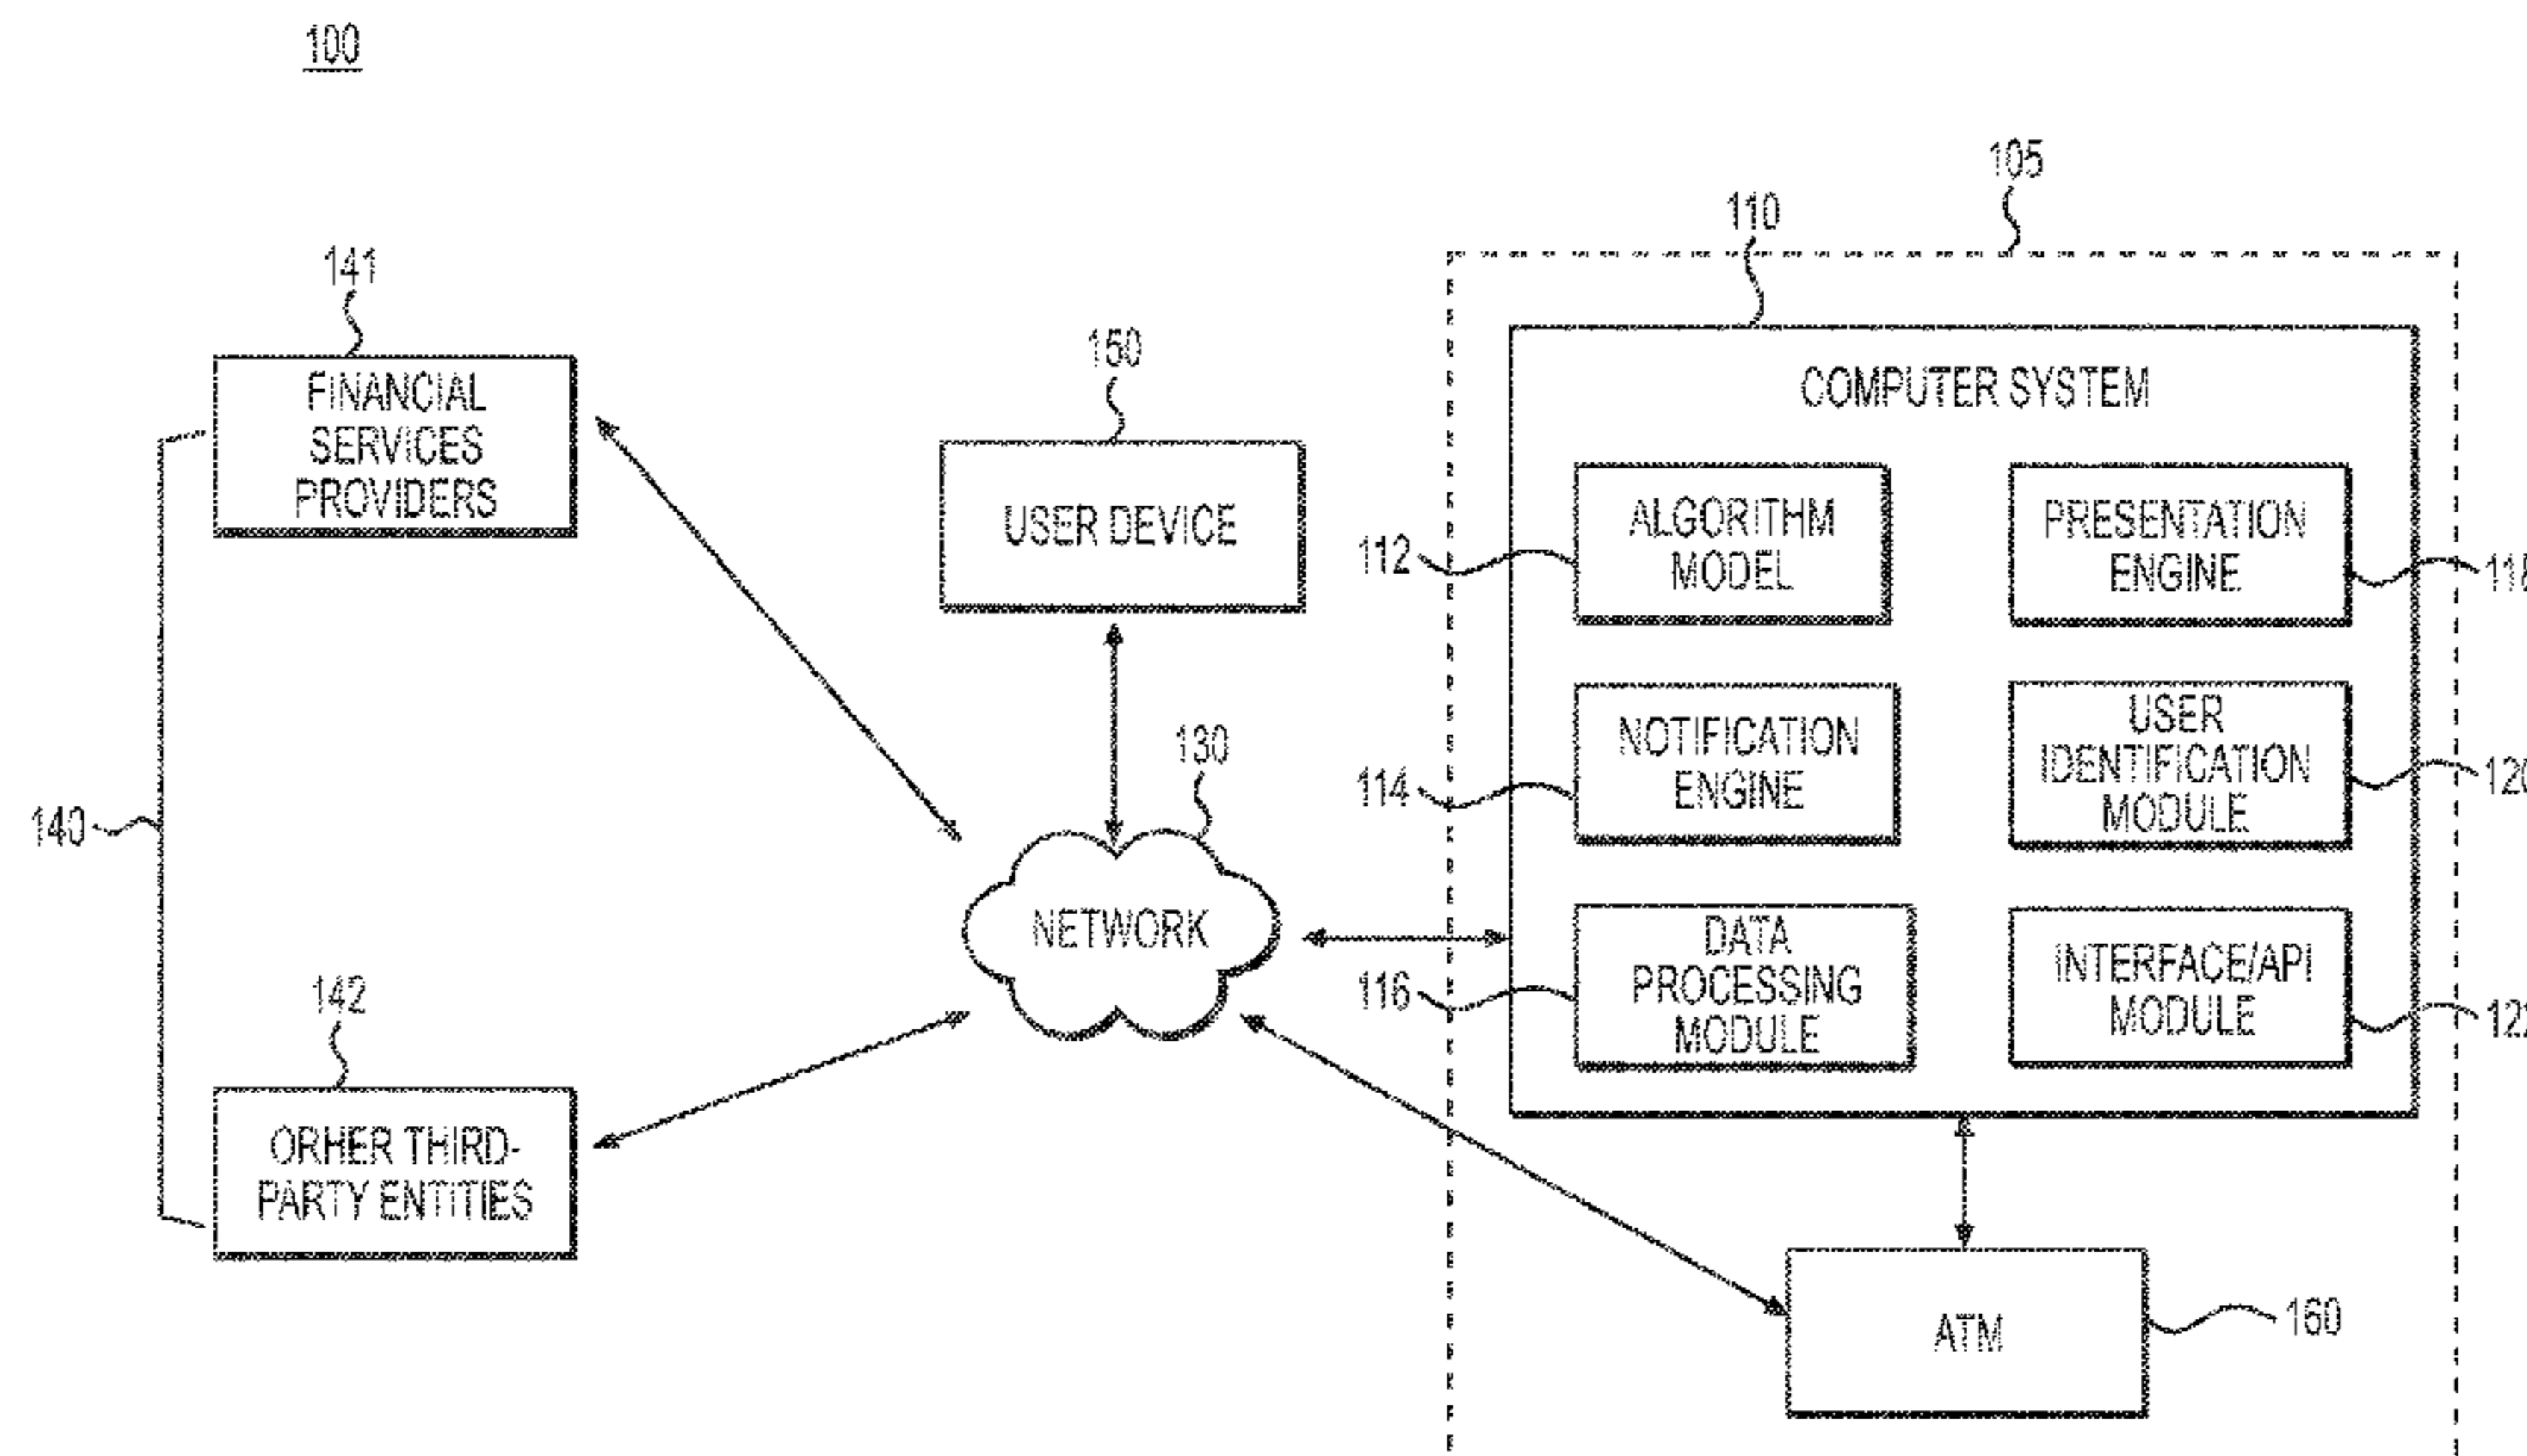 100
105
110
141
150
FINANCIAL
SERVICES
PROVIDERS
COMPUTER SYSTEM
USER DEVICE
ALGORITHM
MODEL
112
PRESENTATION
ENGINE
130
NOTIFICATION
ENGINE
114
USER
IDENTIFICATION
MODULE
120
140
NETWORK
DATA
PROCESSING
MODULE
116
INTERFACE/API
MODULE
142
ORHER THIRD-
PARTY ENTITIES
ATM
160